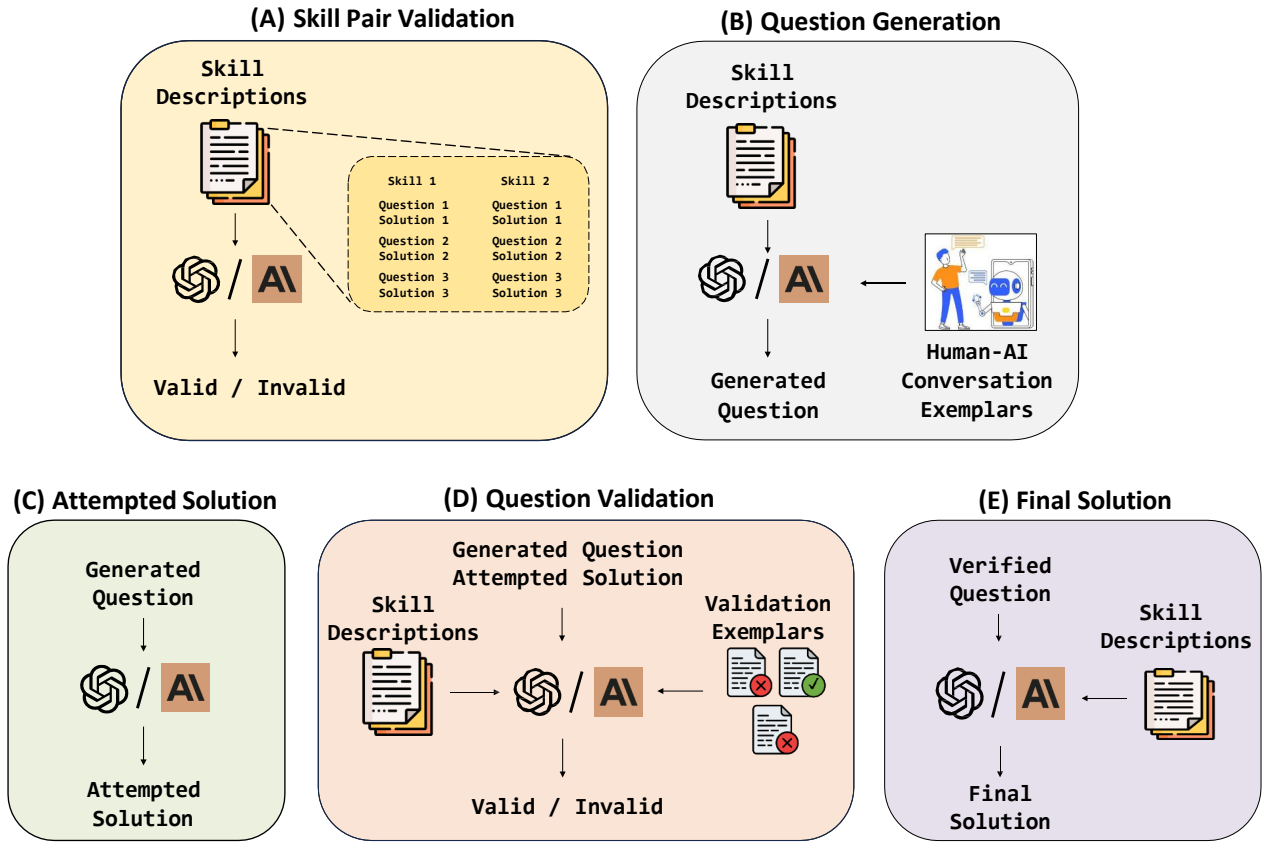 (A) Skill Pair Validation
Skill
Descriptions
Skill 1
Skill 2
Question 1
Solution 1
Question 1
Solution 1
Question 2
Solution 2
Question 2
Solution 2
Question 3
Solution 3
Question 3
Solution 3
/
A\
Valid / Invalid
(B) Question Generation
Skill
Descriptions
/
A\
Human-AI
Conversation
Exemplars
Generated
Question
(C) Attempted Solution
Generated
Question
/
A\
Attempted
Solution
(D) Question Validation
Generated Question
Attempted Solution
Skill
Descriptions
Validation
Exemplars
/
A\
Valid / Invalid
(E) Final Solution
Verified
Question
Skill
Descriptions
/
A\
Final
Solution